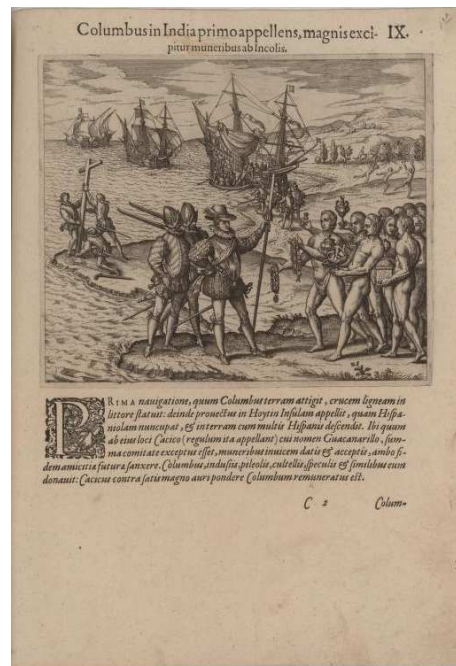 Columbus in India primo appellens, magnis exci- IX.
pitur muneribus ab Incolis.
PRIMA nauigatione, quum Columbus terram attigit, crucem ligneam in
littore statuit: deinde prouectus in Hoytin Insulam appellit, quam Hispa-
niolam nuncupat, & in terram cum multis Hispanis descendit. Ibi quum
ab eius loci Cacico (regulum ita appellant) cui nomen Guacanarillo, sum-
ma comitate exceptus esset, muneribus inuicem datis & acceptis, ambo fi-
dem amicitiæ futuræ sanxere. Columbus, indusiis, pileolis, cultellis, speculis & similibus eum
donauit: Cacicus contra satis magno auri pondere Columbum remuneratus est.
C 2 Colum-